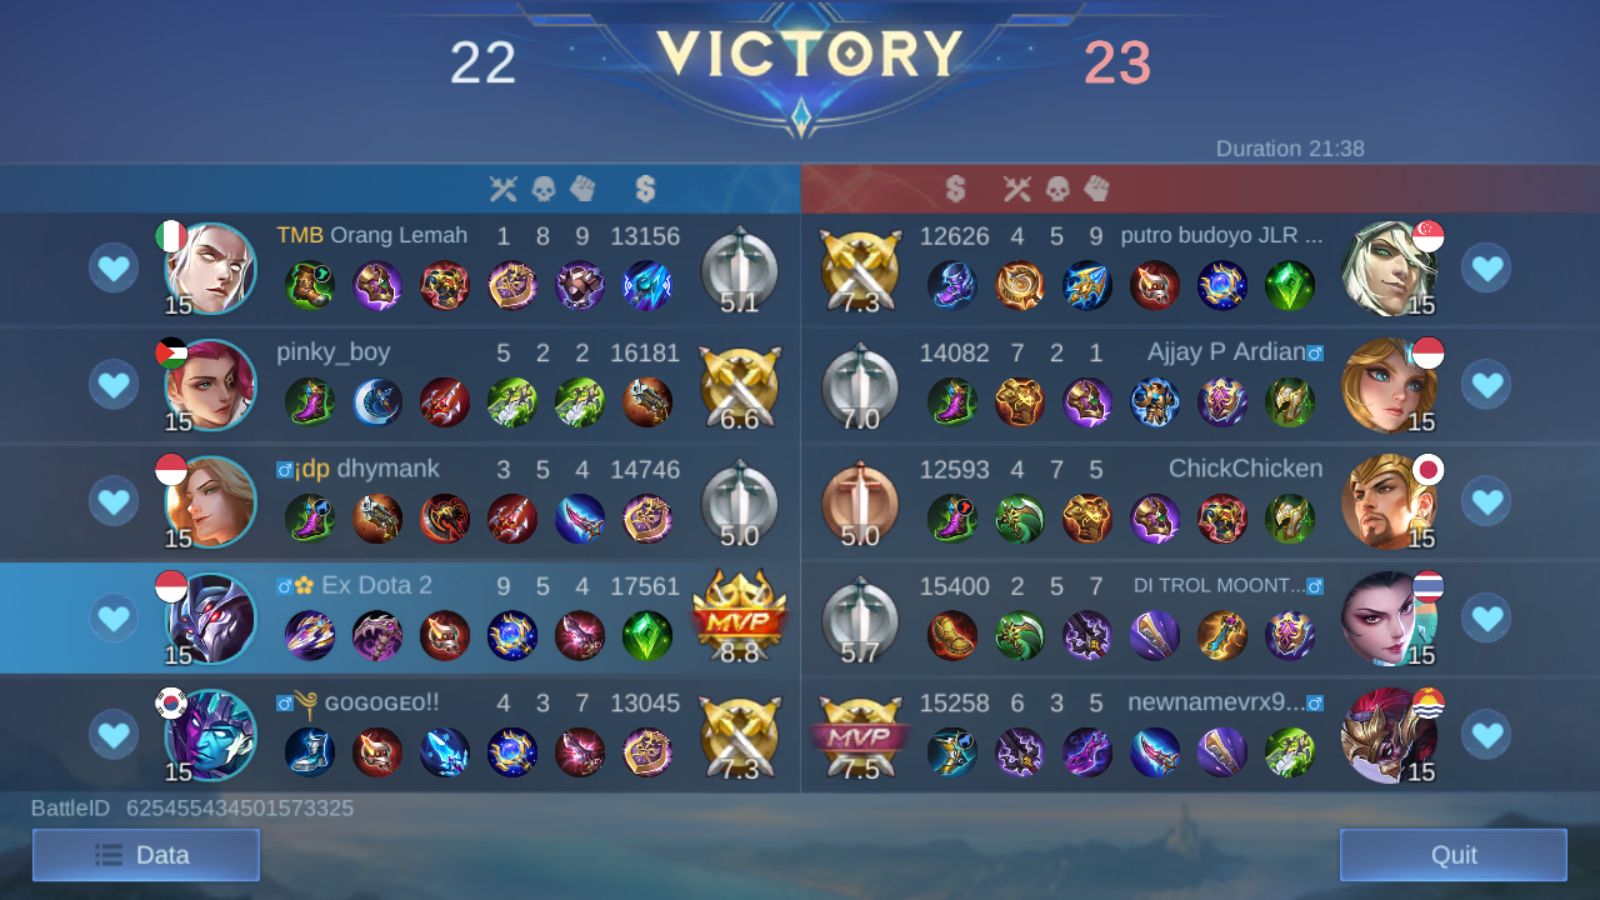 22 VICTORY 23
Duration 21:38
TMB Orang Lemah 1 8 9 13156
15 5.1
12626 4 5 9 putro budoyo JLR ...
7.3 15
pinky_boy 5 2 2 16181
15 6.6
14082 7 2 1 Ajjay P Ardian♂
7.0 15
♂¡dp dhymank 3 5 4 14746
15 5.0
12593 4 7 5 ChickChicken
5.0 15
♂ Ex Dota 2 9 5 4 17561
MVP
15 8.8
15400 2 5 7 DI TROL MOONT...♂
5.7 15
♂ GOGOGEO!! 4 3 7 13045
15 7.3
15258 6 3 5 newnamevrx9...♂
MVP
7.5 15
BattleID 625455434501573325
Data
Quit